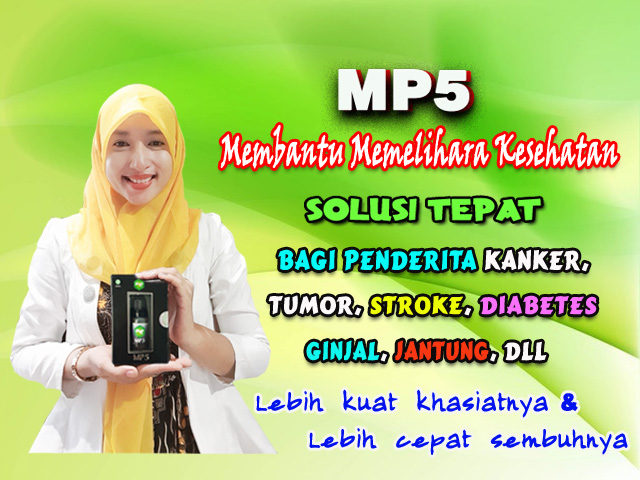 MP5
Membantu Memelihara Kesehatan
SOLUSI TEPAT
BAGI PENDERITA KANKER,
TUMOR, STROKE, DIABETES
GINJAL, JANTUNG, DLL
Lebih kuat khasiatnya &
Lebih cepat sembuhnya
MP5